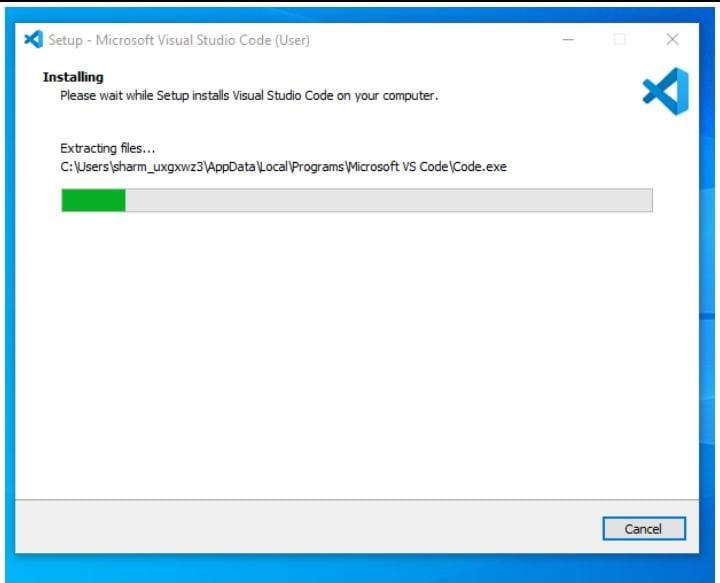 Setup - Microsoft Visual Studio Code (User)
Installing
Please wait while Setup installs Visual Studio Code on your computer.
Extracting files...
C:\Users\sharm_uxgxwz3\AppData\Local\Programs\Microsoft VS Code\Code.exe
Cancel